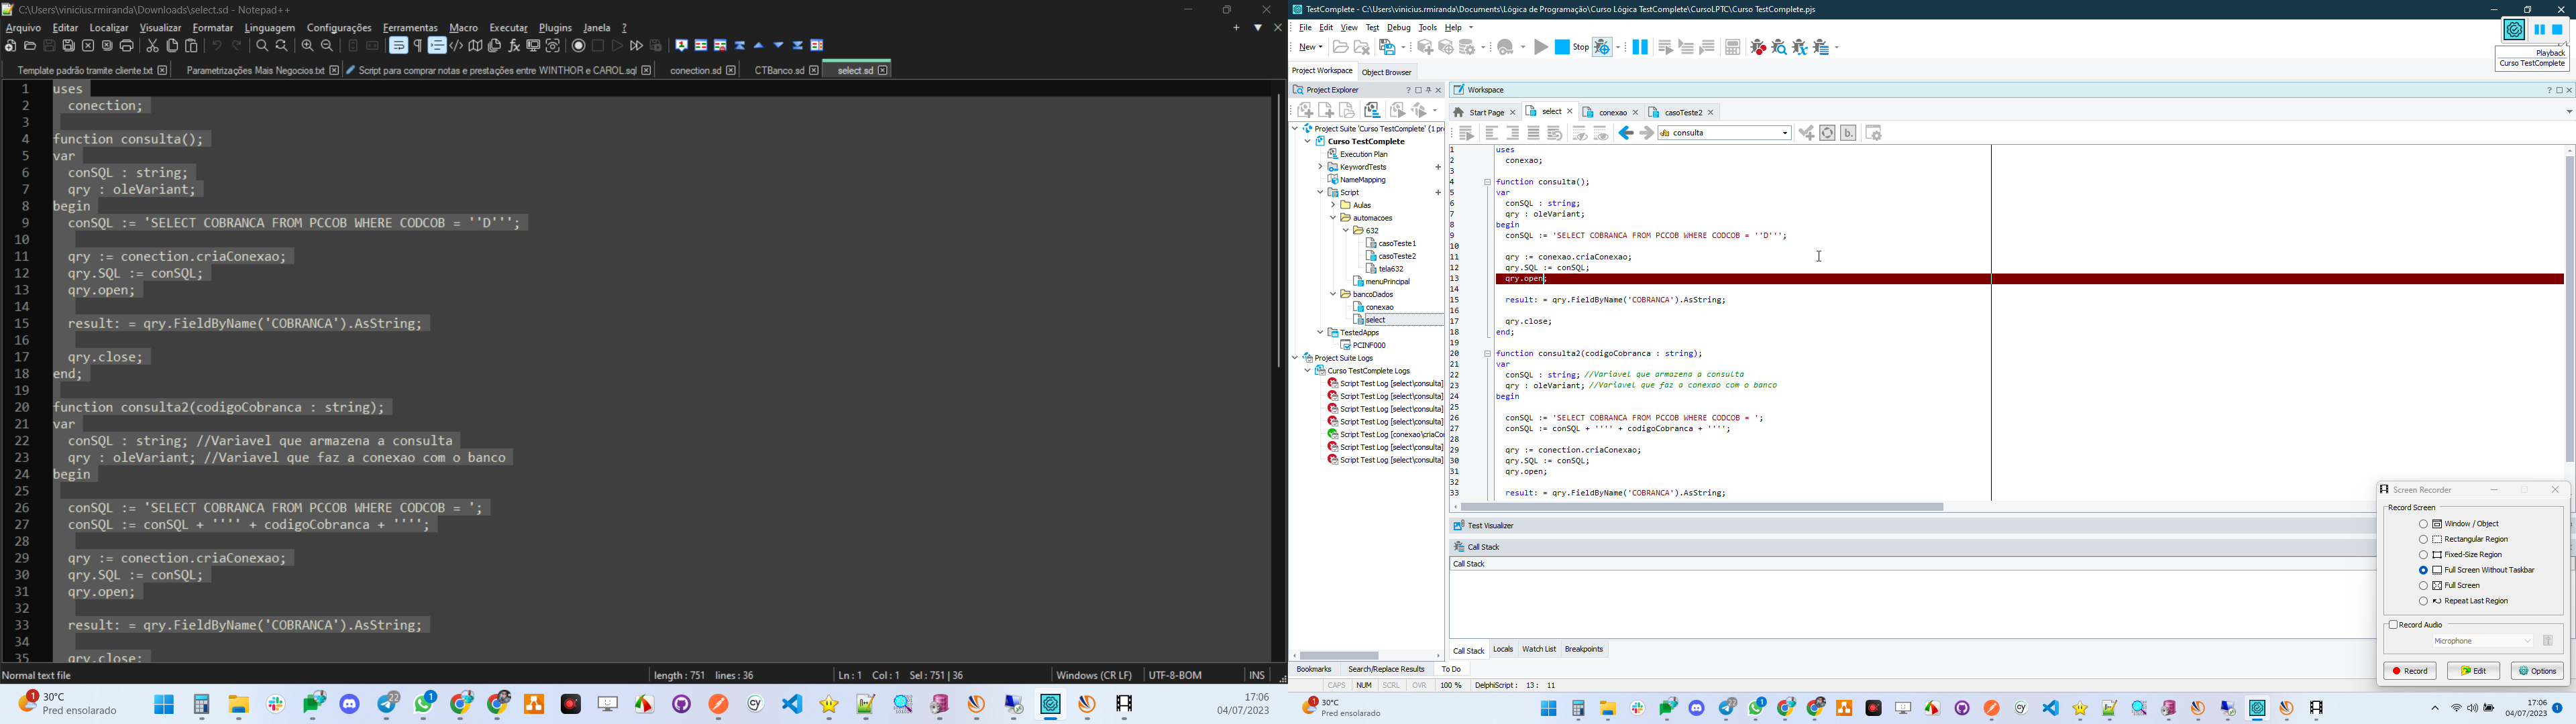 C:\Users\vinicius.rmiranda\Downloads\select.sd - Notepad++
Arquivo Editar Localizar Visualizar Formatar Linguagem Configurações Ferramentas Macro Executar Plugins Janela ?
Template padrão tramite cliente.txt Parametrizações Mais Negocios.txt Script para comprar notas e prestações entre WINTHOR e CAROL.sql conection.sd CTBanco.sd select.sd
1 uses
2 conection;
3
4 function consulta();
5 var
6 conSQL : string;
7 qry : oleVariant;
8 begin
9 conSQL := 'SELECT COBRANCA FROM PCCOB WHERE CODCOB = ''D''';
10
11 qry := conection.criaConexao;
12 qry.SQL := conSQL;
13 qry.open;
14
15 result: = qry.FieldByName('COBRANCA').AsString;
16
17 qry.close;
18 end;
19
20 function consulta2(codigoCobranca : string);
21 var
22 conSQL : string; //Variavel que armazena a consulta
23 qry : oleVariant; //Variavel que faz a conexao com o banco
24 begin
25
26 conSQL := 'SELECT COBRANCA FROM PCCOB WHERE CODCOB = ';
27 conSQL := conSQL + '''' + codigoCobranca + '''';
28
29 qry := conection.criaConexao;
30 qry.SQL := conSQL;
31 qry.open;
32
33 result: = qry.FieldByName('COBRANCA').AsString;
34
35 qry.close;
Normal text file length : 751 lines : 36 Ln : 1 Col : 1 Sel : 751 | 36 Windows (CR LF) UTF-8-BOM INS
30°C
Pred ensolarado
17:06
04/07/2023
TestComplete - C:\Users\vinicius.rmiranda\Documents\Lógica de Programação\Curso Lógica TestComplete\CursoLPTC\Curso TestComplete.pjs
File Edit View Test Debug Tools Help
New Stop
Playback
Curso TestComplete
Project Workspace Object Browser
Project Explorer
Project Suite 'Curso TestComplete' (1 pr
Curso TestComplete
Execution Plan
KeywordTests
NameMapping
Script
Aulas
automacoes
632
casoTeste1
casoTeste2
tela632
menuPrincipal
bancoDados
conexao
select
TestedApps
PCINF000
Project Suite Logs
Curso TestComplete Logs
Script Test Log [select\consulta]
Script Test Log [select\consulta]
Script Test Log [select\consulta]
Script Test Log [select\consulta]
Script Test Log [conexao\criaCo
Script Test Log [select\consulta]
Script Test Log [select\consulta]
Bookmarks Search/Replace Results To Do
Workspace
Start Page select conexao casoTeste2
consulta
1 uses
2 conexao;
3
4 function consulta();
5 var
6 conSQL : string;
7 qry : oleVariant;
8 begin
9 conSQL := 'SELECT COBRANCA FROM PCCOB WHERE CODCOB = ''D''';
10
11 qry := conexao.criaConexao;
12 qry.SQL := conSQL;
13 qry.open;
14
15 result: = qry.FieldByName('COBRANCA').AsString;
16
17 qry.close;
18 end;
19
20 function consulta2(codigoCobranca : string);
21 var
22 conSQL : string; //Variavel que armazena a consulta
23 qry : oleVariant; //Variavel que faz a conexao com o banco
24 begin
25
26 conSQL := 'SELECT COBRANCA FROM PCCOB WHERE CODCOB = ';
27 conSQL := conSQL + '''' + codigoCobranca + '''';
28
29 qry := conection.criaConexao;
30 qry.SQL := conSQL;
31 qry.open;
32
33 result: = qry.FieldByName('COBRANCA').AsString;
Test Visualizer
Call Stack
Call Stack
Call Stack Locals Watch List Breakpoints
CAPS NUM SCRL OVR 100 % DelphiScript : 13: 11
Screen Recorder
Record Screen
Window / Object
Rectangular Region
Fixed-Size Region
Full Screen Without Taskbar
Full Screen
Repeat Last Region
Record Audio
Microphone
Record Edit Options
30°C
Pred ensolarado
17:06
04/07/2023